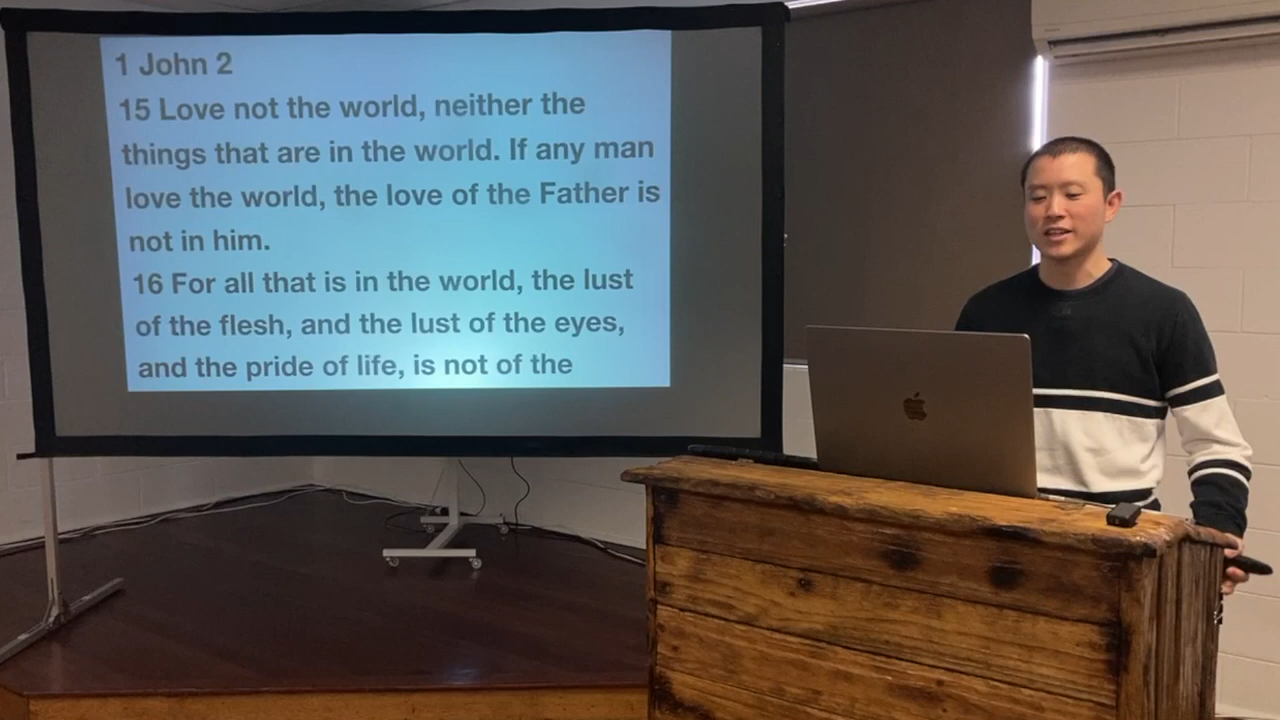 1 John 2
15 Love not the world, neither the
things that are in the world. If any man
love the world, the love of the Father is
not in him.
16 For all that is in the world, the lust
of the flesh, and the lust of the eyes,
and the pride of life, is not of the